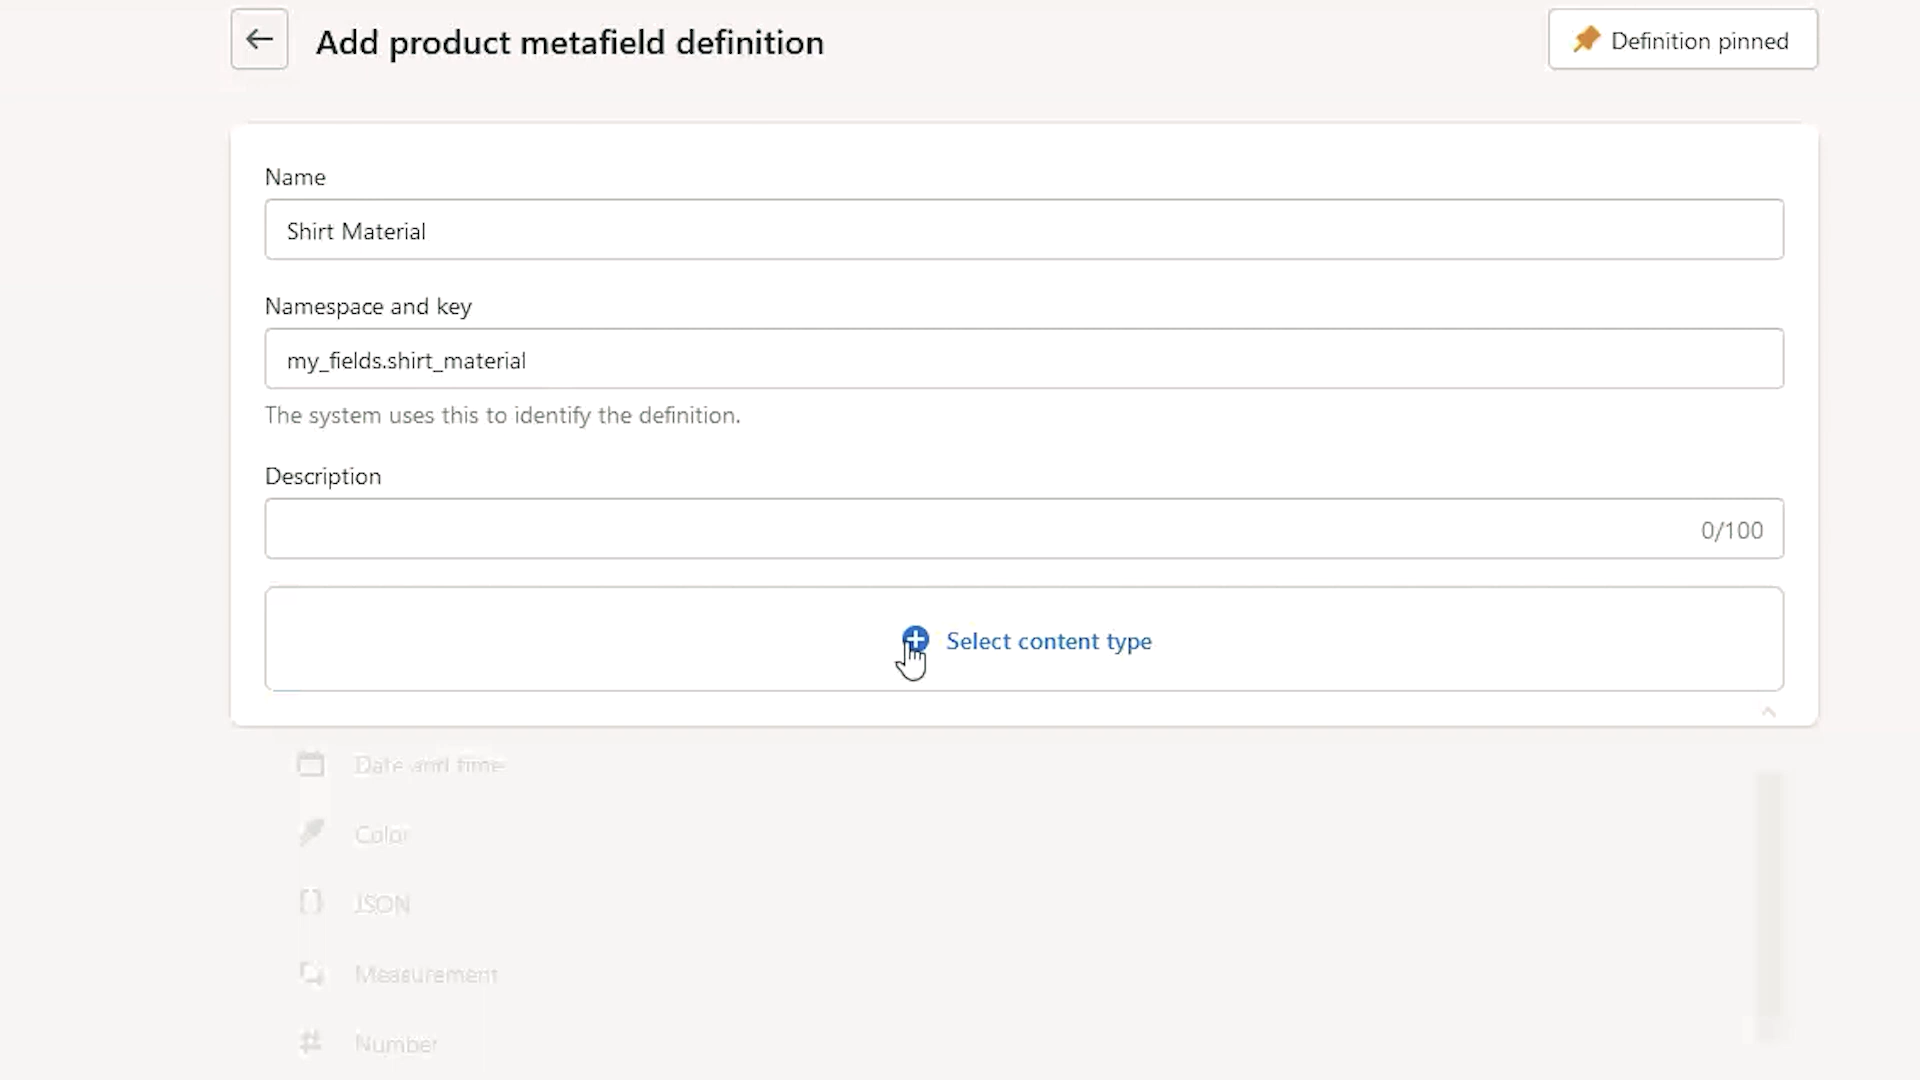 Add product metafield definition
Definition pinned
Name
Shirt Material
Namespace and key
my_fields.shirt_material
The system uses this to identify the definition.
Description
0/100
Select content type
Date and time
Color
JSON
Measurement
Number